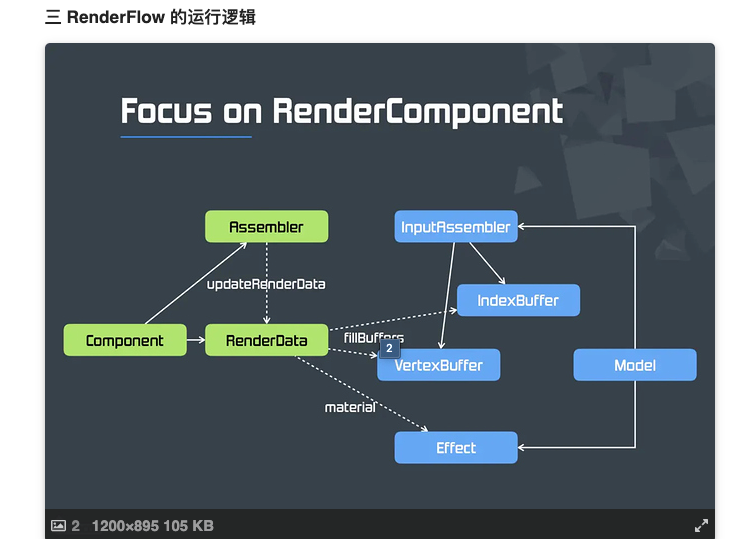 三 RenderFlow 的运行逻辑
Focus on RenderComponent
Assembler
InputAssembler
updateRenderData
IndexBuffer
Component
RenderData
fillBuffers
2
VertexBuffer
Model
material
Effect
2 1200×895 105 KB